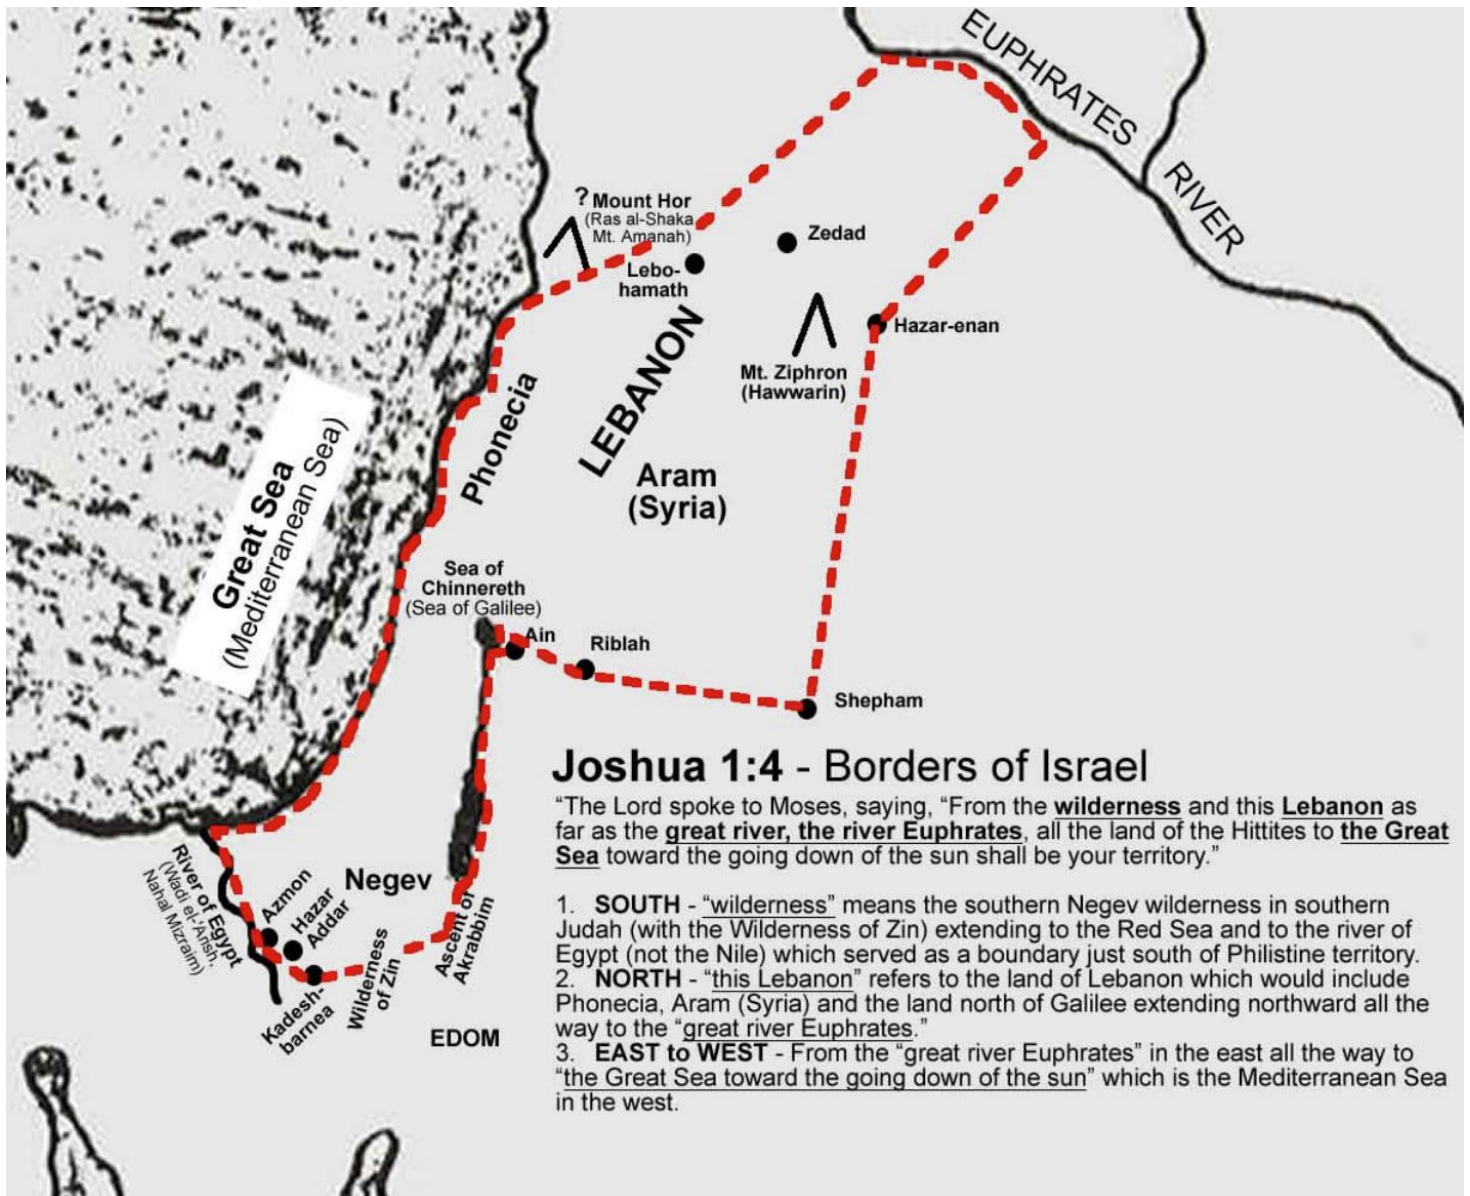 EUPHRATES
RIVER
? Mount Hor
(Ras al-Shaka
Mt. Amanah)
Zedad
Lebo-
hamath
Hazar-enan
Mt. Ziphron
(Hawwarin)
LEBANON
Phonecia
Aram
(Syria)
Great Sea
(Mediterranean Sea)
Sea of
Chinnereth
(Sea of Galilee)
Ain
Riblah
Shepham
Joshua 1:4 - Borders of Israel
“The Lord spoke to Moses, saying, “From the wilderness and this Lebanon as
far as the great river, the river Euphrates, all the land of the Hittites to the Great
Sea toward the going down of the sun shall be your territory.”
1. SOUTH - “wilderness” means the southern Negev wilderness in southern
Judah (with the Wilderness of Zin) extending to the Red Sea and to the river of
Egypt (not the Nile) which served as a boundary just south of Philistine territory.
2. NORTH - “this Lebanon” refers to the land of Lebanon which would include
Phonecia, Aram (Syria) and the land north of Galilee extending northward all the
way to the “great river Euphrates.”
3. EAST to WEST - From the “great river Euphrates” in the east all the way to
“the Great Sea toward the going down of the sun” which is the Mediterranean Sea
in the west.
River of Egypt
(Wadi el-’Arish,
Nahal Mizraim)
Azmon
Hazar
Addar
Negev
Kadesh-
barnea
Wilderness
of Zin
Ascent of
Akrabbim
EDOM